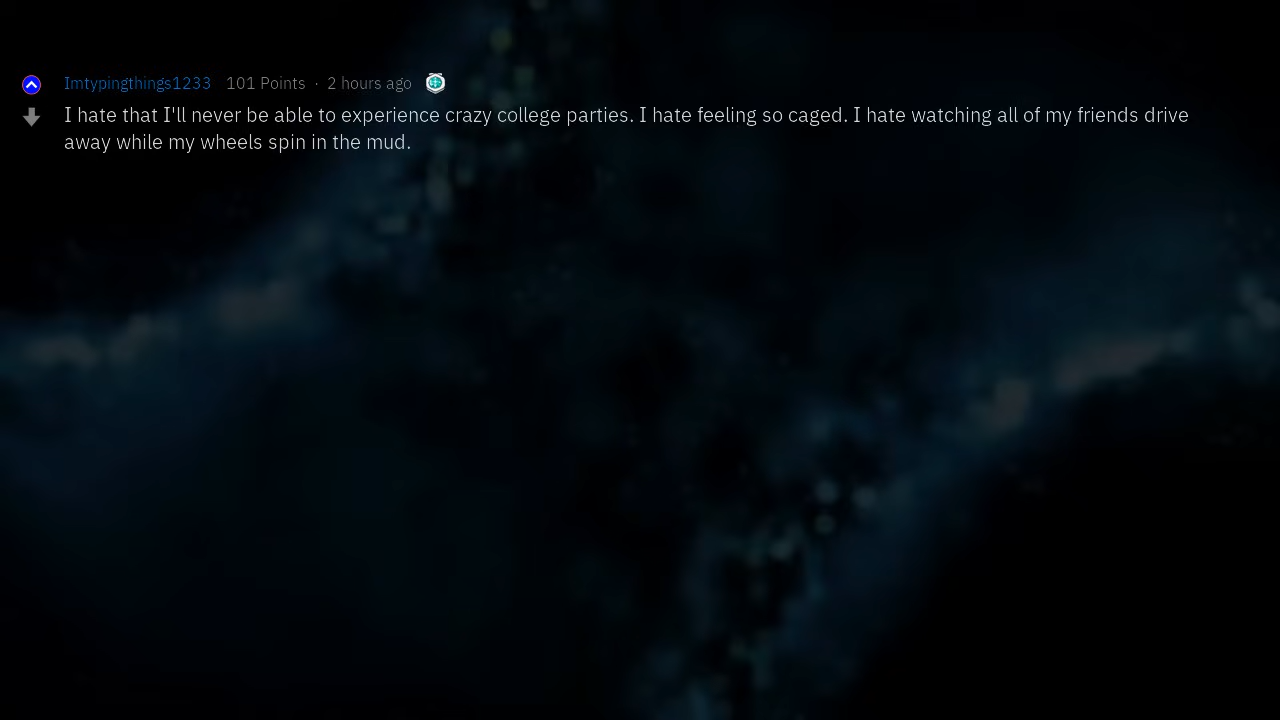 Imtypingthings1233 101 Points · 2 hours ago
I hate that I'll never be able to experience crazy college parties. I hate feeling so caged. I hate watching all of my friends drive
away while my wheels spin in the mud.